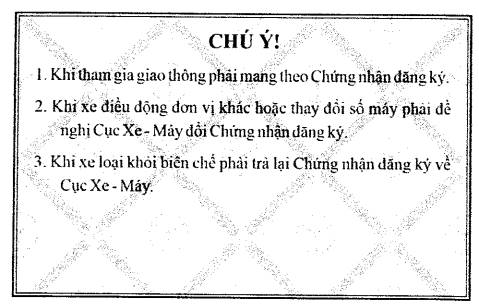 CHÚ Ý!
1. Khi tham gia giao thông phải mang theo Chứng nhận đăng ký.
2. Khi xe điều động đơn vị khác hoặc thay đổi số máy phải đề
nghị Cục Xe - Máy đổi Chứng nhận đăng ký.
3. Khi xe loại khỏi biên chế phải trả lại Chứng nhận đăng ký về
Cục Xe - Máy.